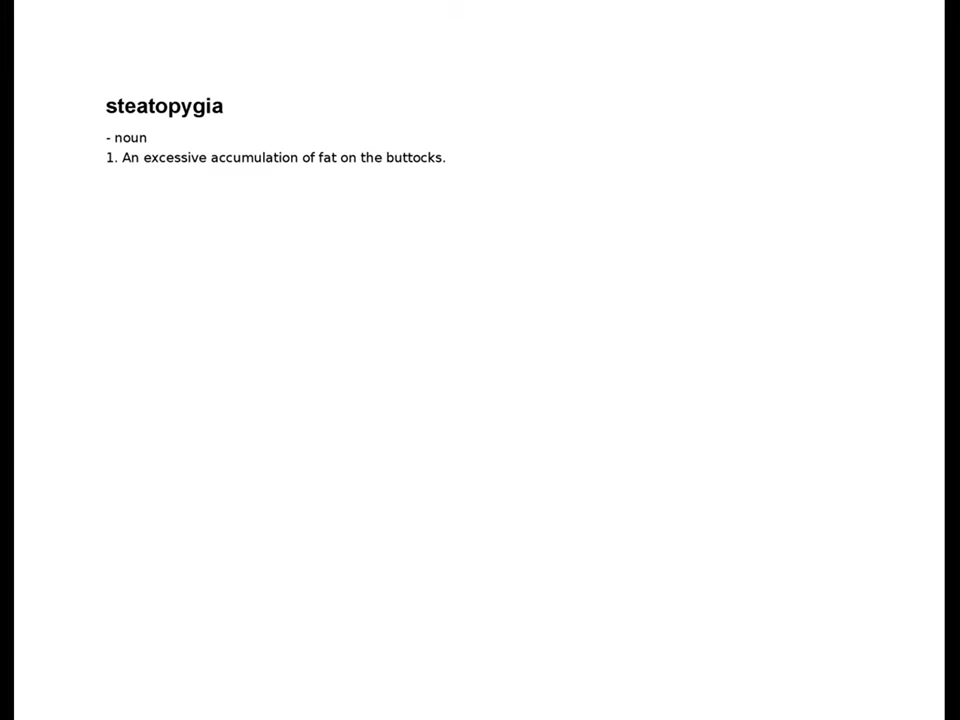 steatopygia
- noun
1. An excessive accumulation of fat on the buttocks.